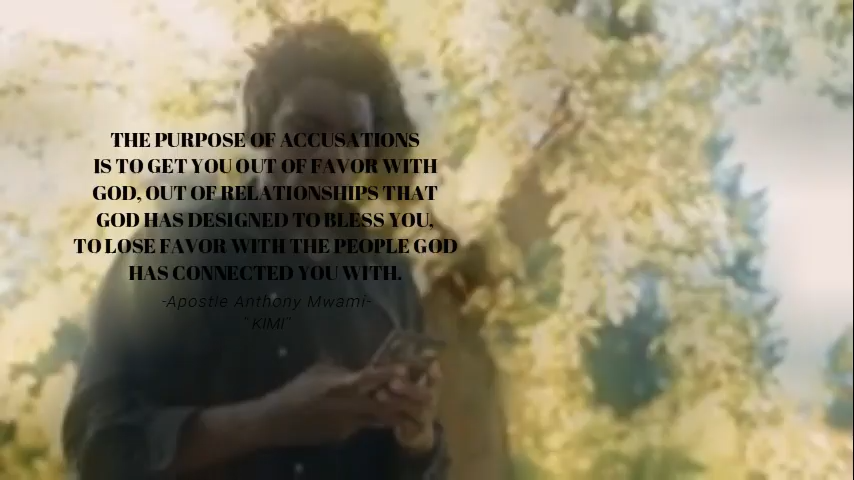 THE PURPOSE OF ACCUSATIONS
IS TO GET YOU OUT OF FAVOR WITH
GOD, OUT OF RELATIONSHIPS THAT
GOD HAS DESIGNED TO BLESS YOU,
TO LOSE FAVOR WITH THE PEOPLE GOD
HAS CONNECTED YOU WITH.
-Apostle Anthony Mwami-
"KIMI"